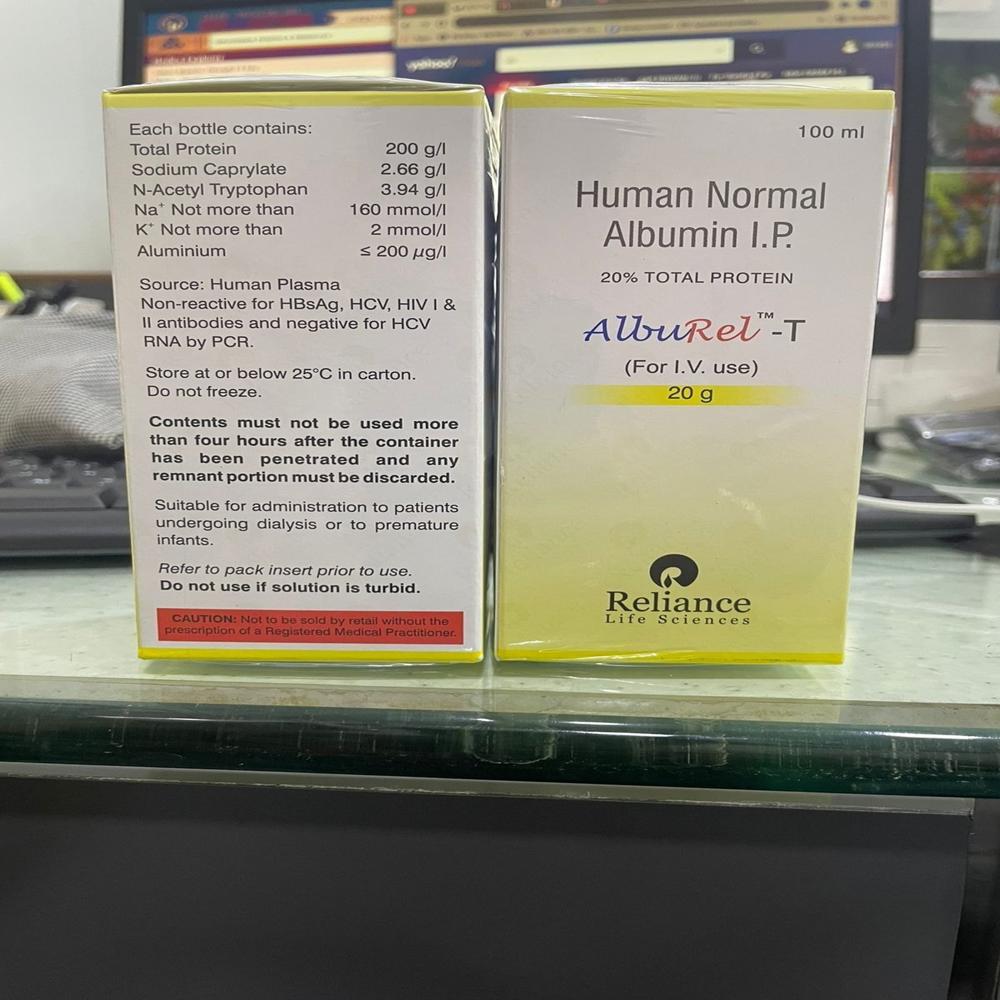 yahoo!
Each bottle contains:
Total Protein 200 g/l
Sodium Caprylate 2.66 g/l
N-Acetyl Tryptophan 3.94 g/l
Na⁺ Not more than 160 mmol/l
K⁺ Not more than 2 mmol/l
Aluminium ≤ 200 µg/l
Source: Human Plasma
Non-reactive for HBsAg, HCV, HIV I &
II antibodies and negative for HCV
RNA by PCR.
Store at or below 25°C in carton.
Do not freeze.
Contents must not be used more
than four hours after the container
has been penetrated and any
remnant portion must be discarded.
Suitable for administration to patients
undergoing dialysis or to premature
infants.
Refer to pack insert prior to use.
Do not use if solution is turbid.
CAUTION: Not to be sold by retail without the
prescription of a Registered Medical Practitioner.
100 ml
Human Normal
Albumin I.P.
20% TOTAL PROTEIN
AlbuRel™-T
(For I.V. use)
20 g
Reliance
Life Sciences